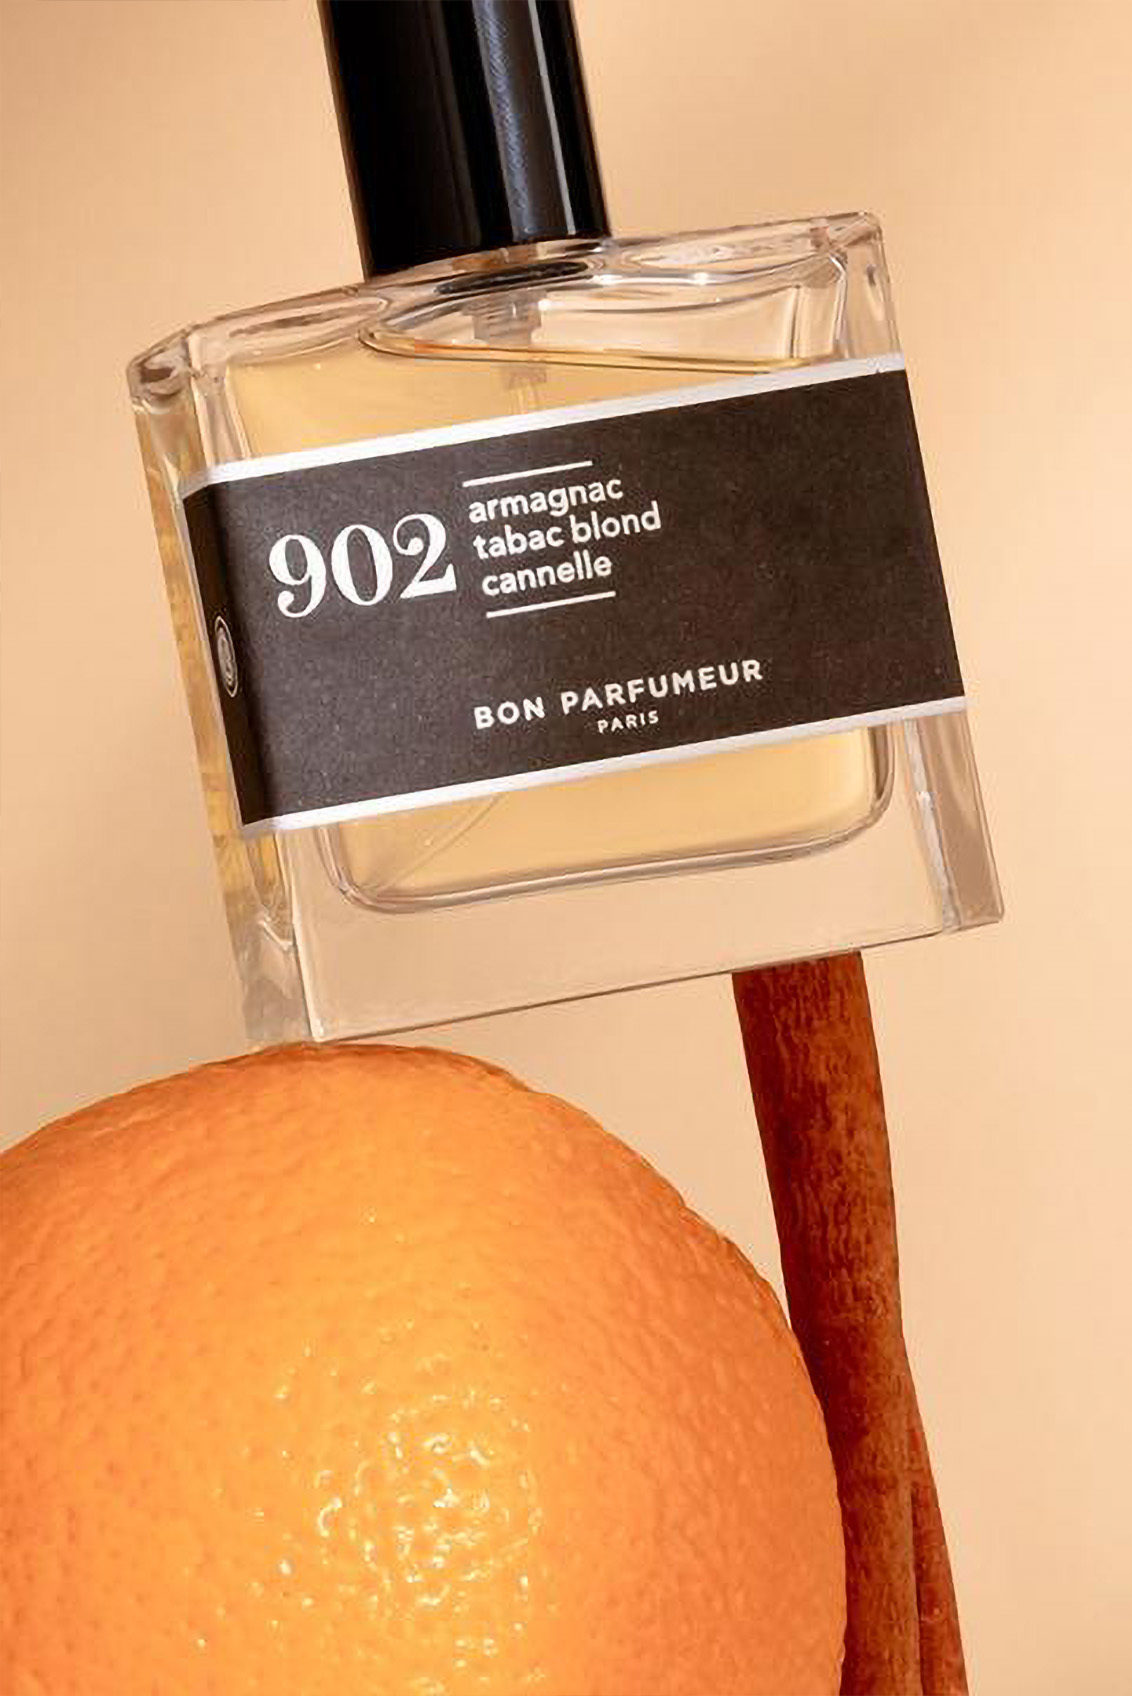 902
armagnac
tabac blond
cannelle
BON PARFUMEUR
PARIS